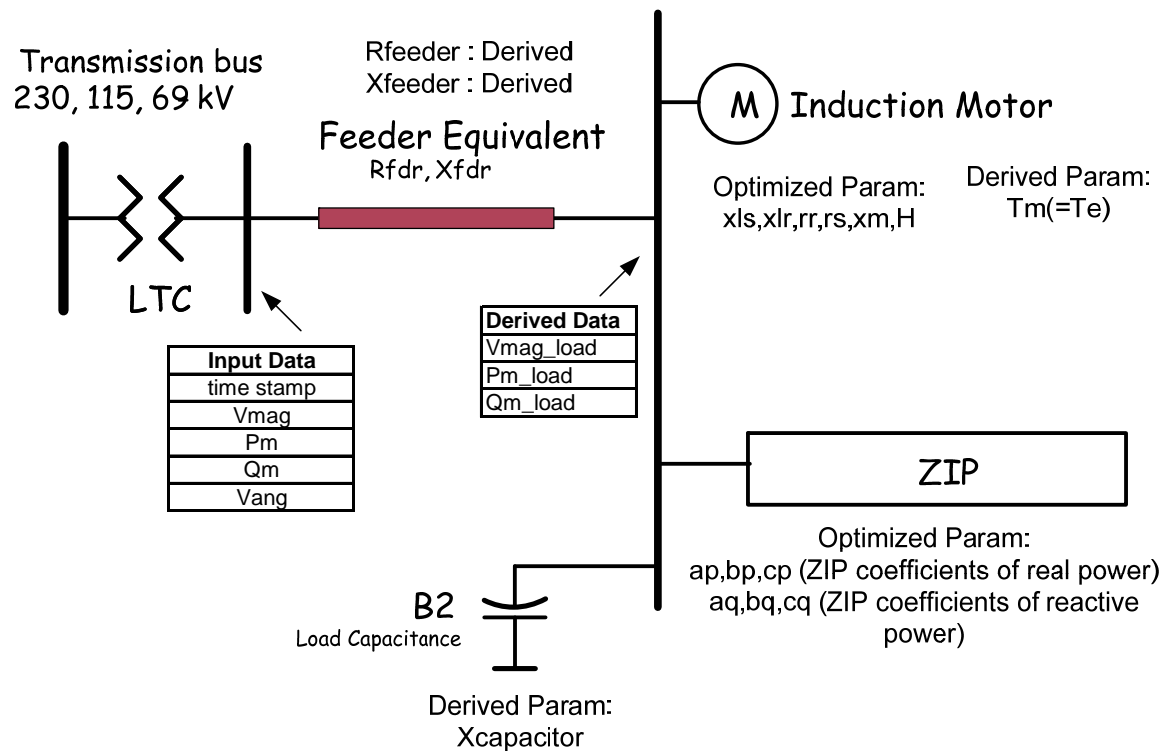 Transmission bus
230, 115, 69 kV
LTC
Rfeeder : Derived
Xfeeder : Derived
Feeder Equivalent
Rfdr, Xfdr
Input Data
time stamp
Vmag
Pm
Qm
Vang
Derived Data
Vmag_load
Pm_load
Qm_load
M
Induction Motor
Optimized Param:
xls,xlr,rr,rs,xm,H
Derived Param:
Tm(=Te)
ZIP
Optimized Param:
ap,bp,cp (ZIP coefficients of real power)
aq,bq,cq (ZIP coefficients of reactive
power)
B2
Load Capacitance
Derived Param:
Xcapacitor